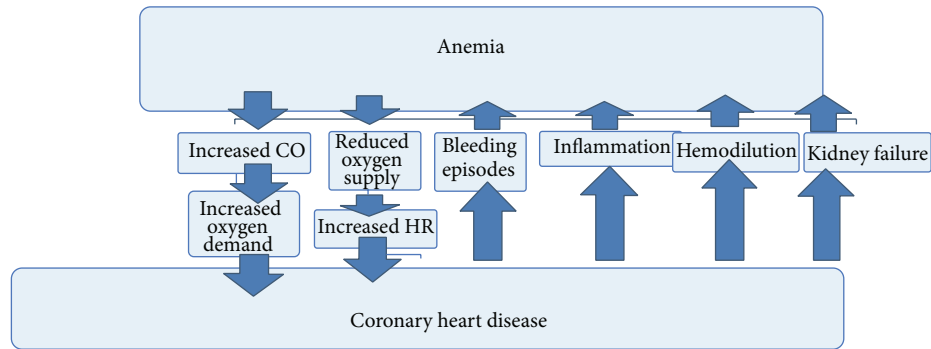 Anemia
Increased CO
Reduced
oxygen
supply
Bleeding
episodes
Inflammation
Hemodilution
Kidney failure
Increased
oxygen
demand
Increased HR
Coronary heart disease